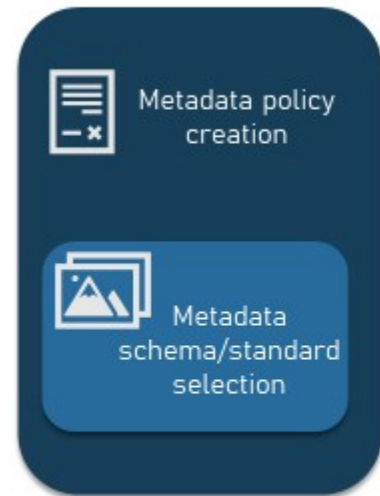 Metadata policy
creation
Metadata
schema/standard
selection